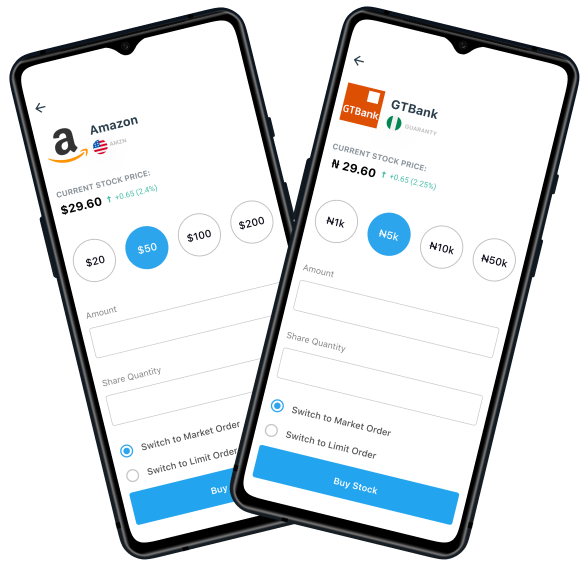 Amazon
AMZN
CURRENT STOCK PRICE:
$29.60 ↑ +0.65 (2.4%)
$20
$50
$100
$200
Amount
Share Quantity
Switch to Market Order
Switch to Limit Order
Buy
GTBank
GTBank
GUARANTY
CURRENT STOCK PRICE:
₦ 29.60 ↑ +0.65 (2.25%)
₦1k
₦5k
₦10k
₦50k
Amount
Share Quantity
Switch to Market Order
Switch to Limit Order
Buy Stock